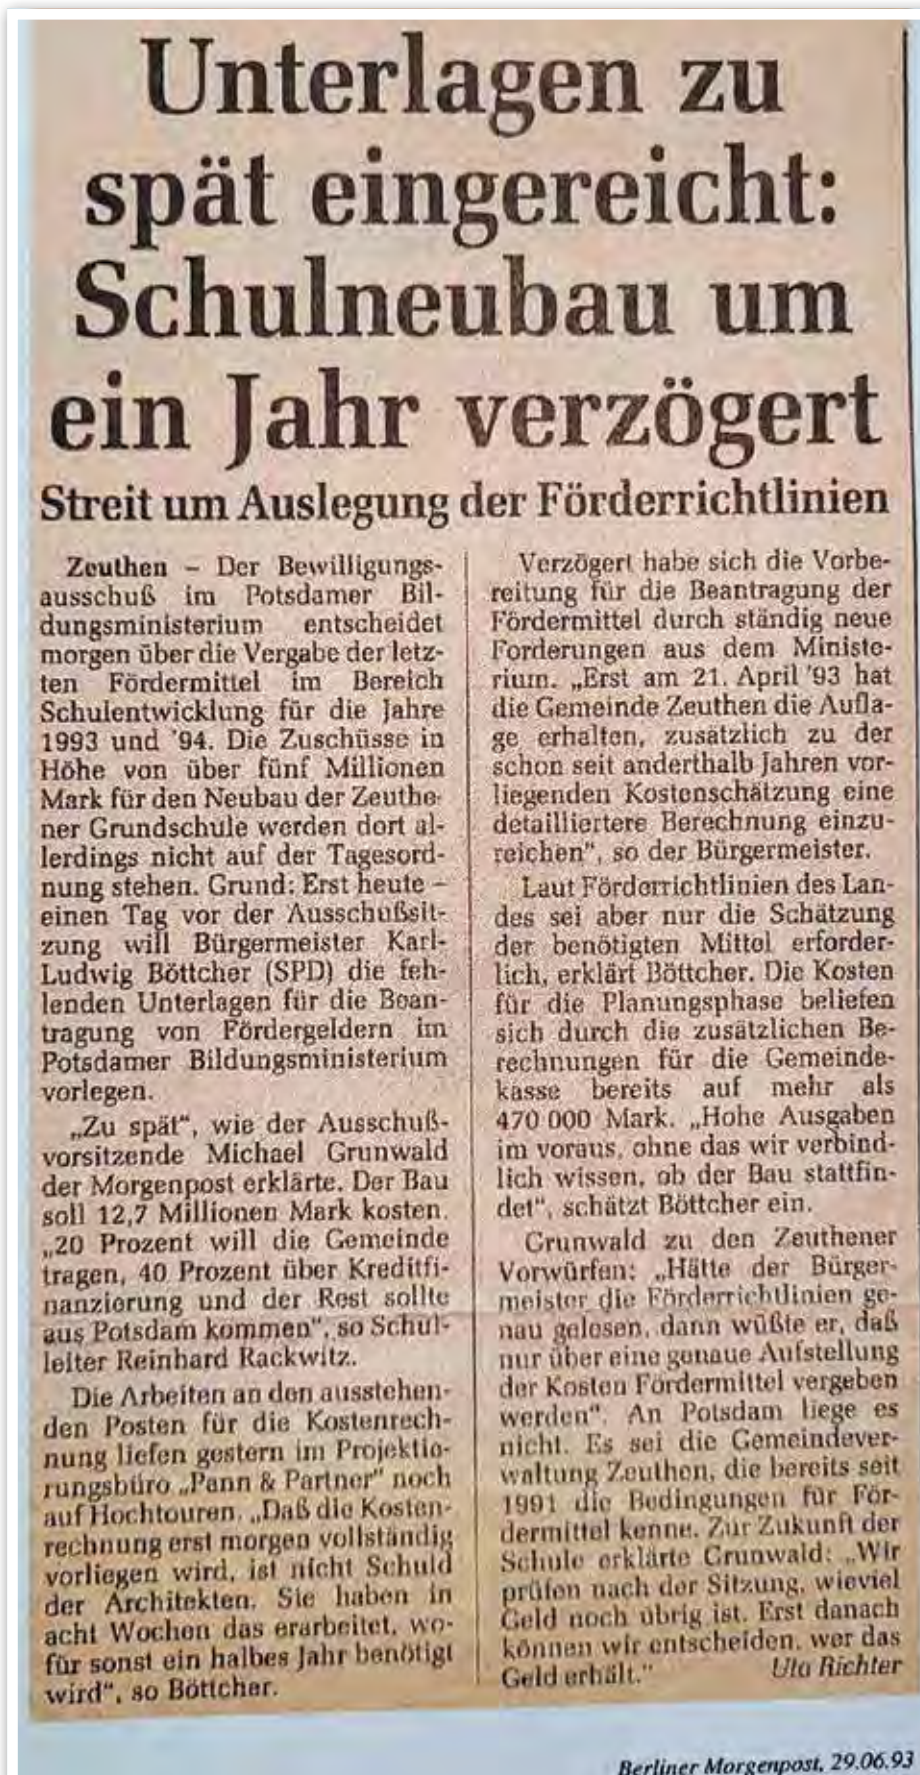 Unterlagen zu
spät eingereicht:
Schulneubau um
ein Jahr verzögert
Streit um Auslegung der Förderrichtlinien
Zeuthen – Der Bewilligungs-
ausschuß im Potsdamer Bil-
dungsministerium entscheidet
morgen über die Vergabe der letz-
ten Fördermittel im Bereich
Schulentwicklung für die Jahre
1993 und '94. Die Zuschüsse in
Höhe von über fünf Millionen
Mark für den Neubau der Zeuthe-
ner Grundschule werden dort al-
lerdings nicht auf der Tagesord-
nung stehen. Grund: Erst heute –
einen Tag vor der Ausschußsit-
zung will Bürgermeister Karl-
Ludwig Böttcher (SPD) die feh-
lenden Unterlagen für die Bean-
tragung von Fördergeldern im
Potsdamer Bildungsministerium
vorlegen.
„Zu spät“, wie der Ausschuß-
vorsitzende Michael Grunwald
der Morgenpost erklärte. Der Bau
soll 12,7 Millionen Mark kosten.
„20 Prozent will die Gemeinde
tragen, 40 Prozent über Kreditfi-
nanzierung und der Rest sollte
aus Potsdam kommen“, so Schul-
leiter Reinhard Rackwitz.
Die Arbeiten an den ausstehen-
den Posten für die Kostenrech-
nung liefen gestern im Projektie-
rungsbüro „Pann & Partner“ noch
auf Hochtouren. „Daß die Kosten-
rechnung erst morgen vollständig
vorliegen wird, ist nicht Schuld
der Architekten. Sie haben in
acht Wochen das erarbeitet, wo-
für sonst ein halbes Jahr benötigt
wird“, so Böttcher.
Verzögert habe sich die Vorbe-
reitung für die Beantragung der
Fördermittel durch ständig neue
Forderungen aus dem Ministe-
rium. „Erst am 21. April '93 hat
die Gemeinde Zeuthen die Aufla-
ge erhalten, zusätzlich zu der
schon seit anderthalb Jahren vor-
liegenden Kostenschätzung eine
detailliertere Berechnung einzu-
reichen“, so der Bürgermeister.
Laut Förderrichtlinien des Lan-
des sei aber nur die Schätzung
der benötigten Mittel erforder-
lich, erklärt Böttcher. Die Kosten
für die Planungsphase beliefen
sich durch die zusätzlichen Be-
rechnungen für die Gemeinde-
kasse bereits auf mehr als
470 000 Mark. „Hohe Ausgaben
im voraus, ohne das wir verbind-
lich wissen, ob der Bau stattfin-
det“, schätzt Böttcher ein.
Grunwald zu den Zeuthener
Vorwürfen: „Hätte der Bürger-
meister die Förderrichtlinien ge-
nau gelesen, dann wüßte er, daß
nur über eine genaue Aufstellung
der Kosten Fördermittel vergeben
werden“. An Potsdam liege es
nicht. Es sei die Gemeindever-
waltung Zeuthen, die bereits seit
1991 die Bedingungen für För-
dermittel kenne. Zur Zukunft der
Schule erklärte Grunwald: „Wir
prüfen nach der Sitzung, wieviel
Geld noch übrig ist. Erst danach
können wir entscheiden, wer das
Geld erhält.“ Uta Richter
Berliner Morgenpost, 29.06.93